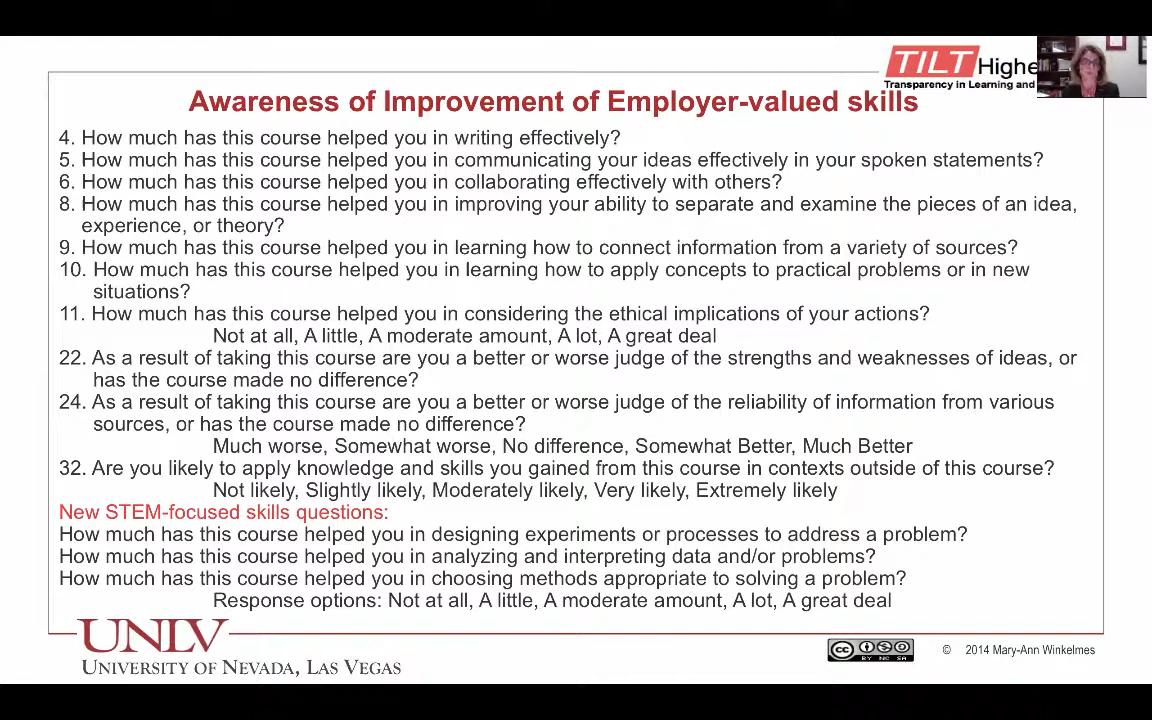 TILT Highe
Transparency in Learning and
Awareness of Improvement of Employer-valued skills
4. How much has this course helped you in writing effectively?
5. How much has this course helped you in communicating your ideas effectively in your spoken statements?
6. How much has this course helped you in collaborating effectively with others?
8. How much has this course helped you in improving your ability to separate and examine the pieces of an idea,
experience, or theory?
9. How much has this course helped you in learning how to connect information from a variety of sources?
10. How much has this course helped you in learning how to apply concepts to practical problems or in new
situations?
11. How much has this course helped you in considering the ethical implications of your actions?
Not at all, A little, A moderate amount, A lot, A great deal
22. As a result of taking this course are you a better or worse judge of the strengths and weaknesses of ideas, or
has the course made no difference?
24. As a result of taking this course are you a better or worse judge of the reliability of information from various
sources, or has the course made no difference?
Much worse, Somewhat worse, No difference, Somewhat Better, Much Better
32. Are you likely to apply knowledge and skills you gained from this course in contexts outside of this course?
Not likely, Slightly likely, Moderately likely, Very likely, Extremely likely
New STEM-focused skills questions:
How much has this course helped you in designing experiments or processes to address a problem?
How much has this course helped you in analyzing and interpreting data and/or problems?
How much has this course helped you in choosing methods appropriate to solving a problem?
Response options: Not at all, A little, A moderate amount, A lot, A great deal
UNLV
UNIVERSITY OF NEVADA, LAS VEGAS
cc BY NC SA
© 2014 Mary-Ann Winkelmes